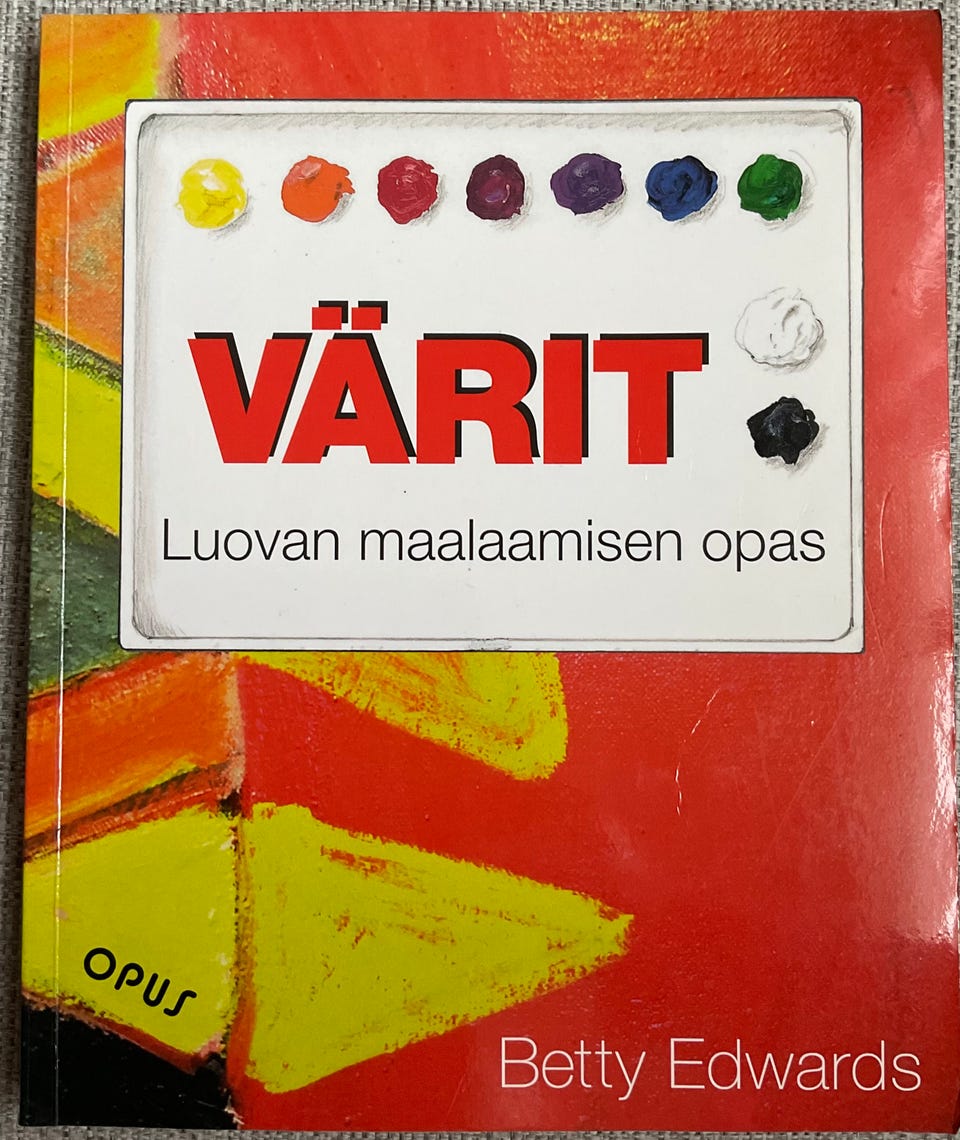 VÄRIT
Luovan maalaamisen opas
OPUS
Betty Edwards